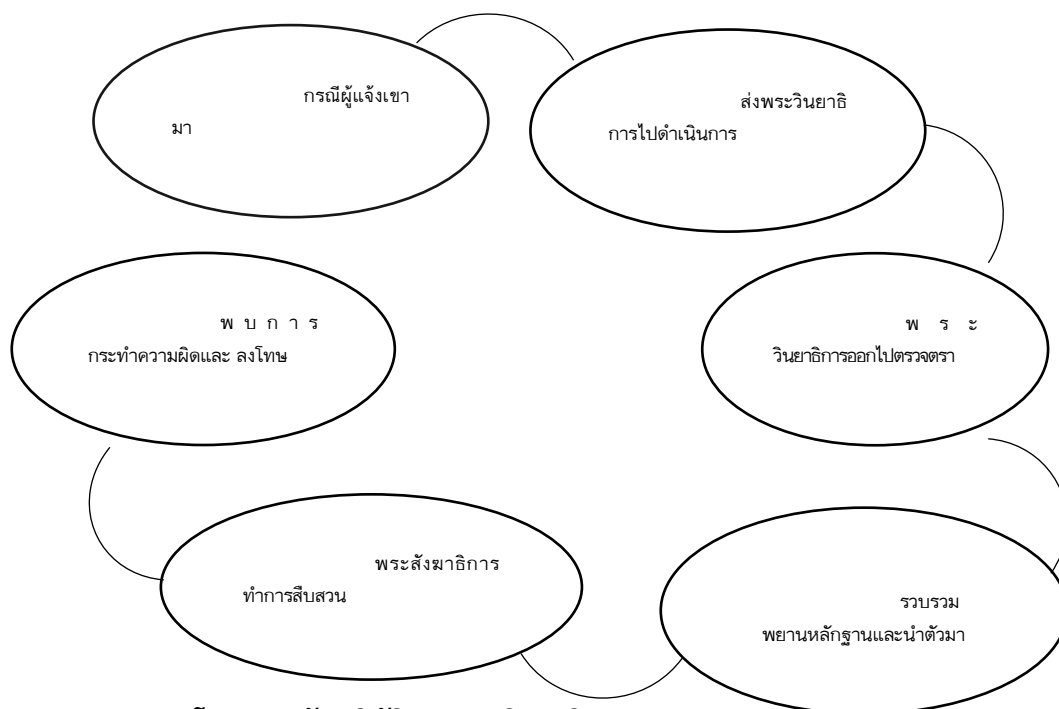 กรณีผู้แจ้งเขา
มา
ส่งพระวินยาธิ
การไปดำเนินการ
พ ร ะ
วินยาธิการออกไปตรวจตรา
รวบรวม
พยานหลักฐานและนำตัวมา
พระสังฆาธิการ
ทำการสืบสวน
พ บ ก า ร
กระทำความผิดและ ลงโทษ